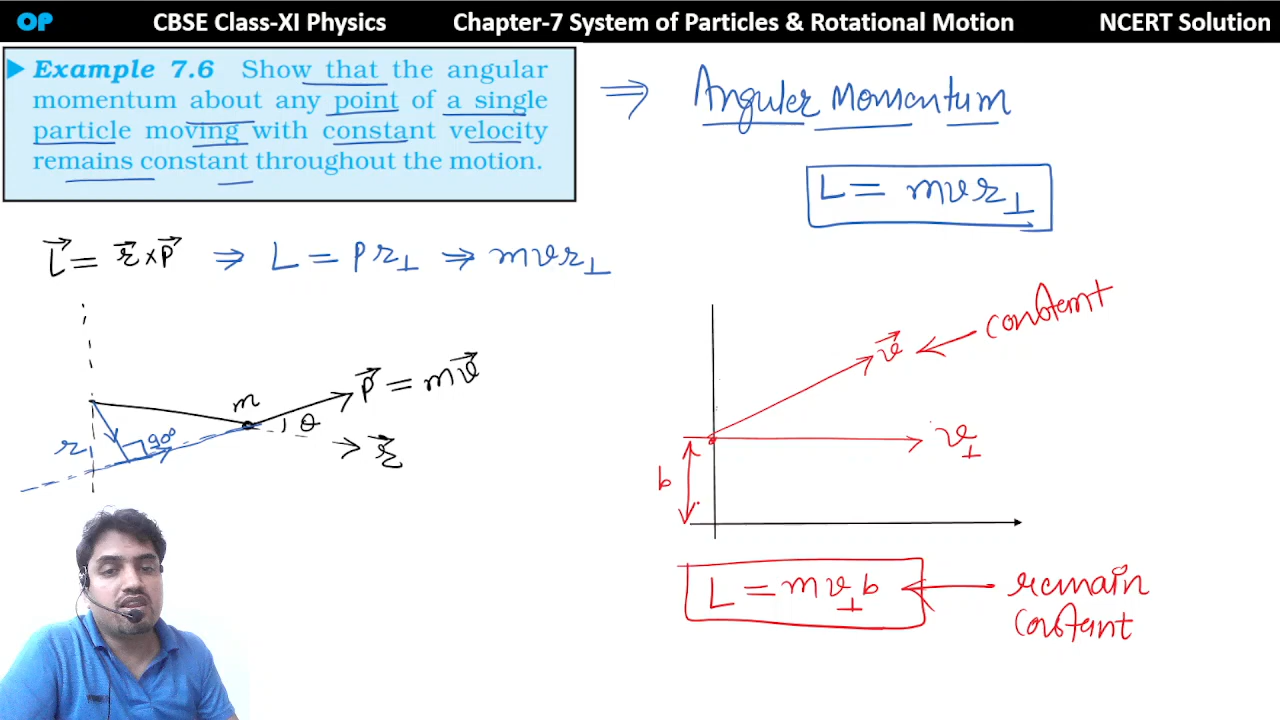 OP CBSE Class-XI Physics Chapter-7 System of Particles & Rotational Motion NCERT Solution
Example 7.6 Show that the angular
momentum about any point of a single
particle moving with constant velocity
remains constant throughout the motion.
⇒ Anguler Momentum
L = mvr⊥
L⃗ = r⃗ × p⃗ ⇒ L = p r⊥ ⇒ mvr⊥
m
p⃗ = mv⃗
θ
r⃗
90°
r⊥
v⃗
constant
v⊥
b
L = mv⊥b
remain
constant